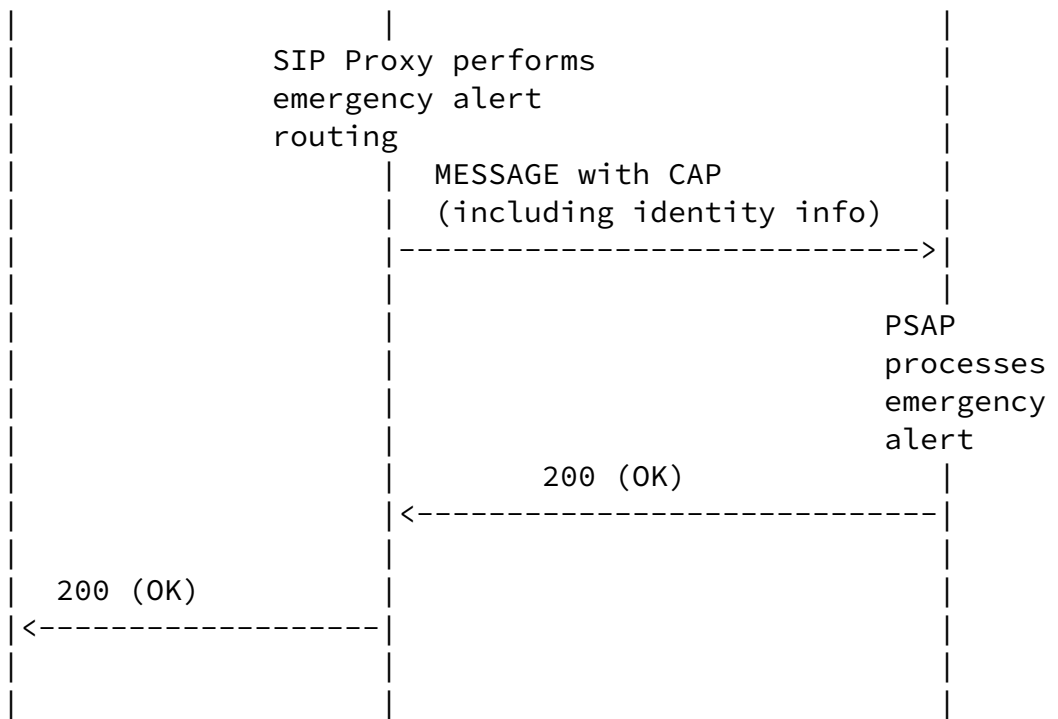 SIP Proxy performs
emergency alert
routing
MESSAGE with CAP
(including identity info)
PSAP
processes
emergency
alert
200 (OK)
200 (OK)